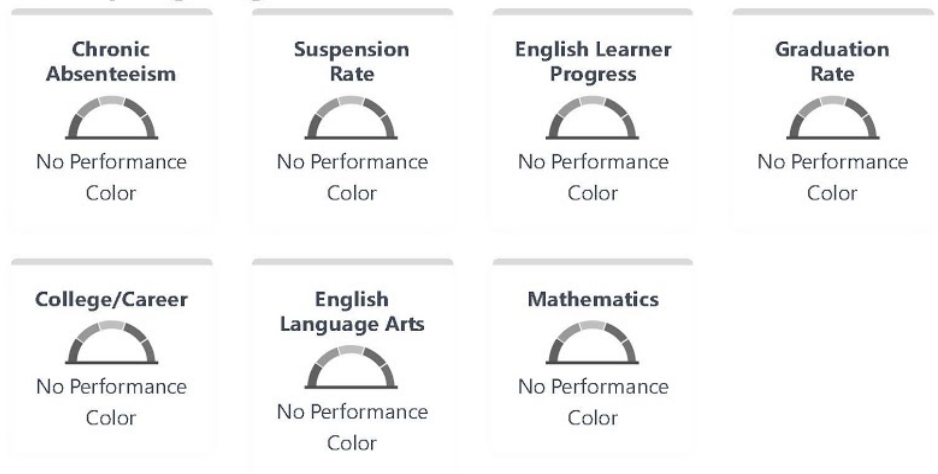 Chronic
Absenteeism
No Performance
Color
Suspension
Rate
No Performance
Color
English Learner
Progress
No Performance
Color
Graduation
Rate
No Performance
Color
College/Career
No Performance
Color
English
Language Arts
No Performance
Color
Mathematics
No Performance
Color